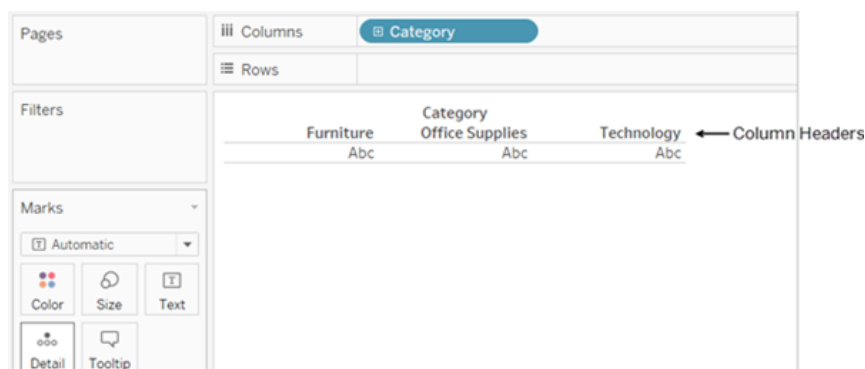 Pages
Columns
Category
Rows
Filters
Category
Furniture Office Supplies Technology
Column Headers
Abc Abc Abc
Marks
T Automatic
Color Size T Text
Detail Tooltip